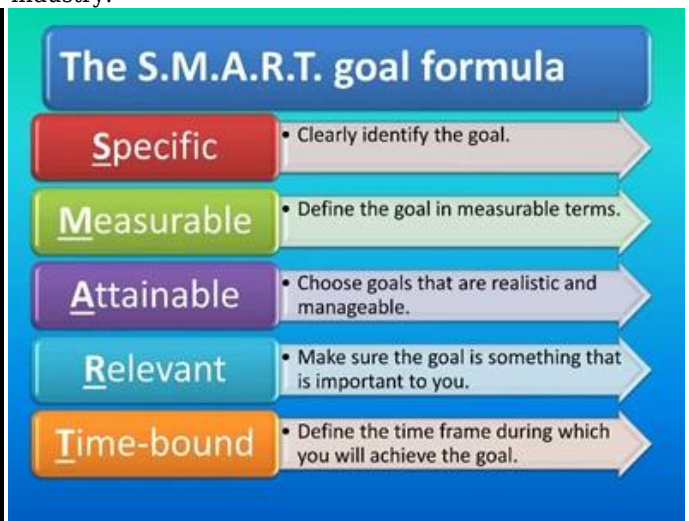 industry.
The S.M.A.R.T. goal formula
Specific
• Clearly identify the goal.
Measurable
• Define the goal in measurable terms.
Attainable
• Choose goals that are realistic and
manageable.
Relevant
• Make sure the goal is something that
is important to you.
Time-bound
• Define the time frame during which
you will achieve the goal.